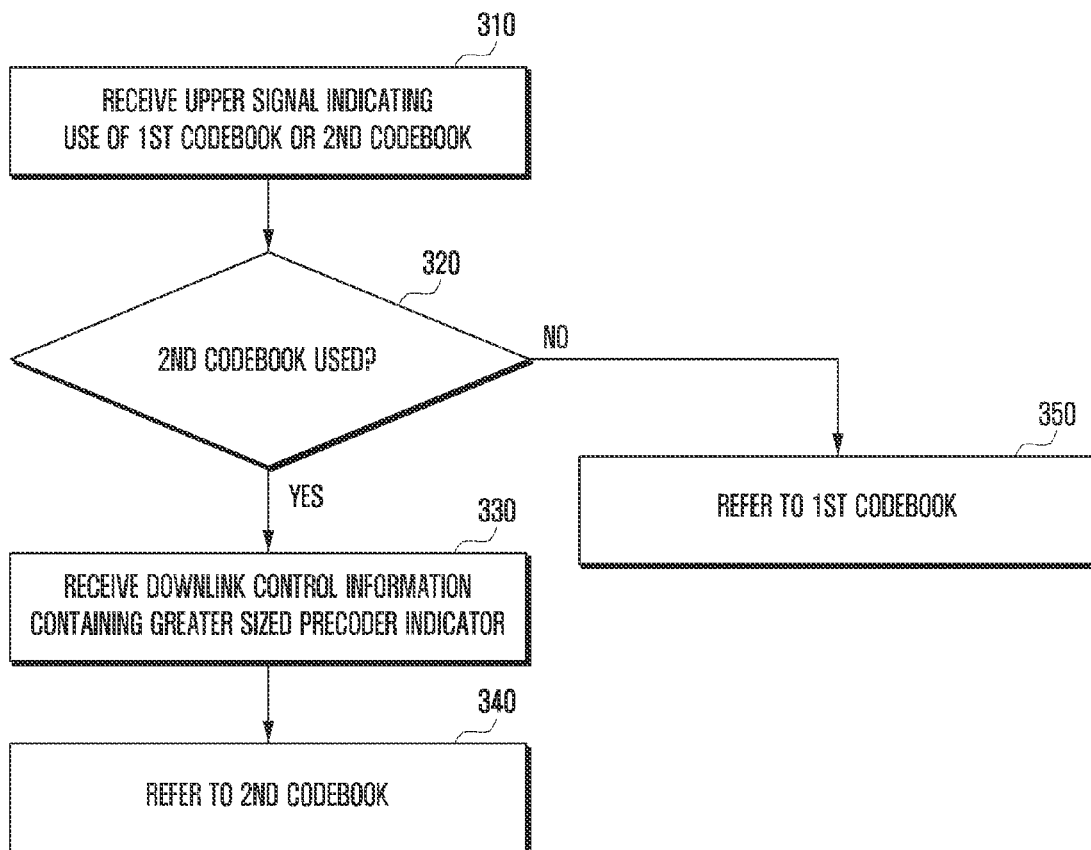 310
RECEIVE UPPER SIGNAL INDICATING
USE OF 1ST CODEBOOK OR 2ND CODEBOOK
320
2ND CODEBOOK USED?
NO
350
REFER TO 1ST CODEBOOK
YES
330
RECEIVE DOWNLINK CONTROL INFORMATION
CONTAINING GREATER SIZED PRECODER INDICATOR
340
REFER TO 2ND CODEBOOK